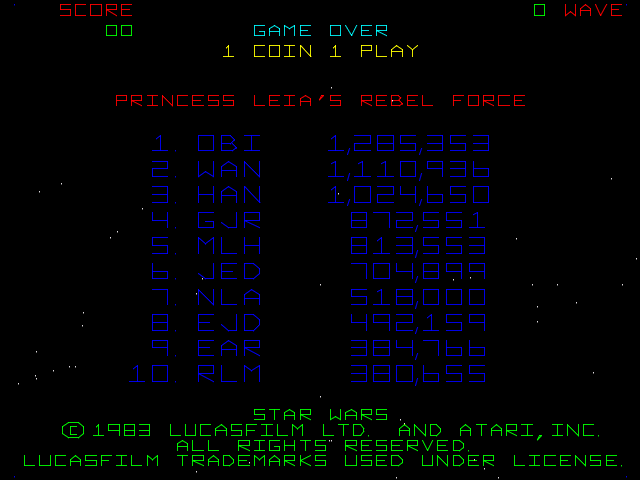 SCORE 0 WAVE
00 GAME OVER
1 COIN 1 PLAY
PRINCESS LEIA'S REBEL FORCE
1. OBI 1,285,353
2. WAN 1,110,936
3. HAN 1,024,650
4. GJR 872,551
5. MLH 813,553
6. JED 704,899
7. NLA 518,000
8. EJD 492,159
9. EAR 384,766
10. RLM 380,655
STAR WARS
© 1983 LUCASFILM LTD. AND ATARI, INC.
ALL RIGHTS RESERVED.
LUCASFILM TRADEMARKS USED UNDER LICENSE.